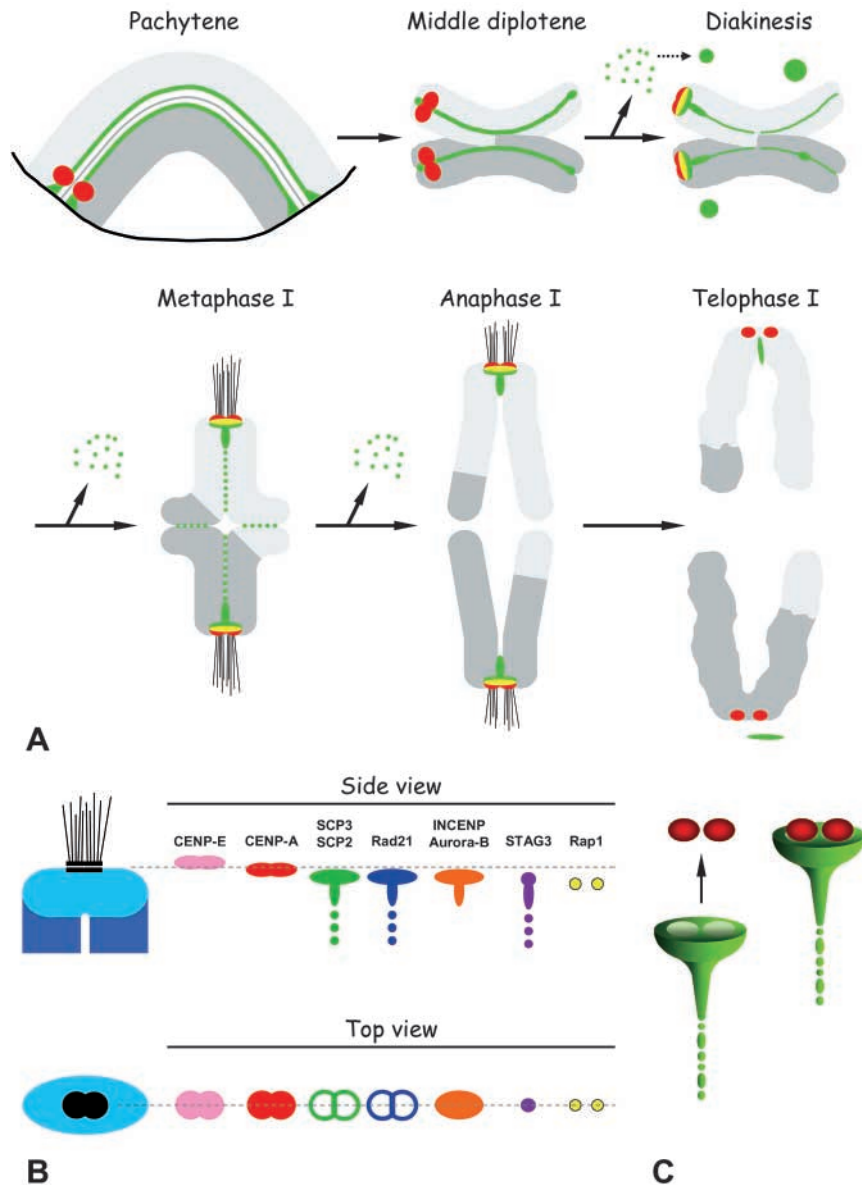 Pachytene
Middle diplotene
Diakinesis
Metaphase I
Anaphase I
Telophase I
A
Side view
CENP-E
CENP-A
SCP3
SCP2
Rad21
INCENP
Aurora-B
STAG3
Rap1
Top view
B
C